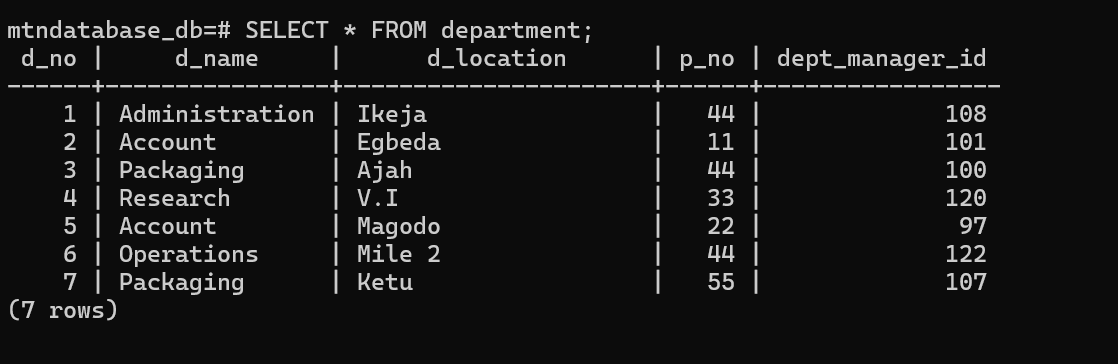 mtndatabase_db=# SELECT * FROM department;
 d_no |     d_name     |      d_location      | p_no | dept_manager_id
------+----------------+----------------------+------+-----------------
    1 | Administration | Ikeja                |   44 |             108
    2 | Account        | Egbeda               |   11 |             101
    3 | Packaging      | Ajah                 |   44 |             100
    4 | Research       | V.I                  |   33 |             120
    5 | Account        | Magodo               |   22 |              97
    6 | Operations     | Mile 2               |   44 |             122
    7 | Packaging      | Ketu                 |   55 |             107
(7 rows)